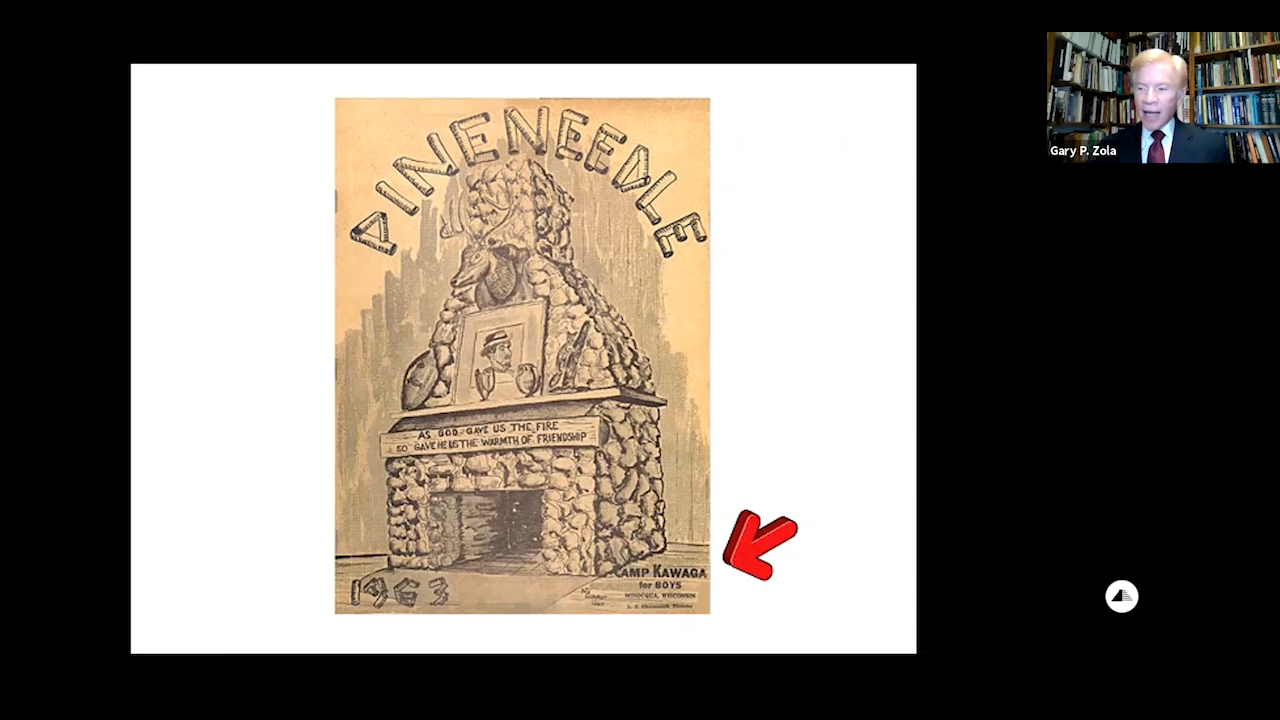 PINENEEDLE
AS GOD GAVE US THE FIRE
SO GAVE HE US THE WARMTH OF FRIENDSHIP
1963
CAMP KAWAGA
for BOYS
MINOCQUA, WISCONSIN
Gary P. Zola